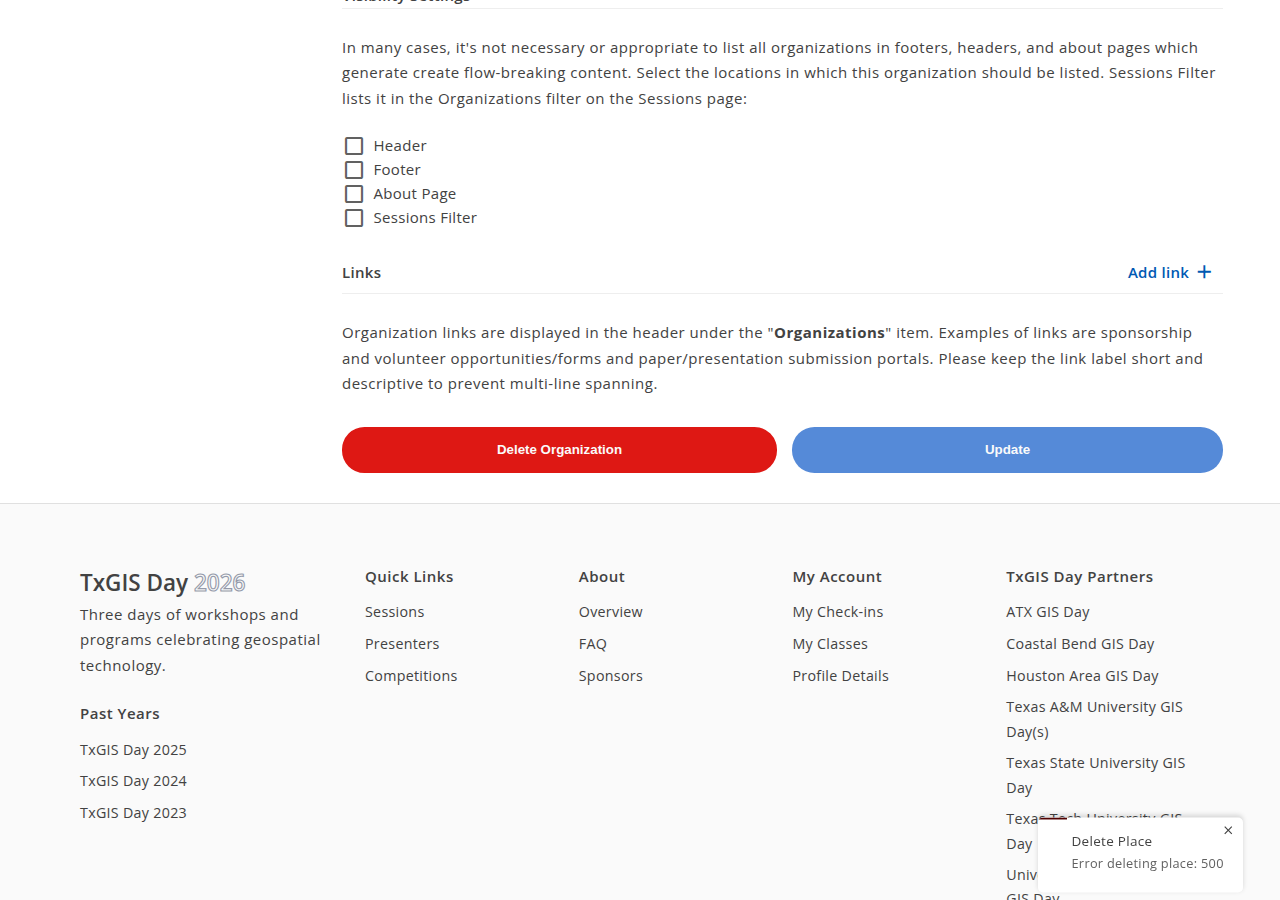 In many cases, it's not necessary or appropriate to list all organizations in footers, headers, and about pages which
generate create flow-breaking content. Select the locations in which this organization should be listed. Sessions Filter
lists it in the Organizations filter on the Sessions page:
Header
Footer
About Page
Sessions Filter
Links
Add link +
Organization links are displayed in the header under the "Organizations" item. Examples of links are sponsorship
and volunteer opportunities/forms and paper/presentation submission portals. Please keep the link label short and
descriptive to prevent multi-line spanning.
Delete Organization
Update
TxGIS Day 2026
Three days of workshops and
programs celebrating geospatial
technology.
Past Years
TxGIS Day 2025
TxGIS Day 2024
TxGIS Day 2023
Quick Links
Sessions
Presenters
Competitions
About
Overview
FAQ
Sponsors
My Account
My Check-ins
My Classes
Profile Details
TxGIS Day Partners
ATX GIS Day
Coastal Bend GIS Day
Houston Area GIS Day
Texas A&M University GIS
Day(s)
Texas State University GIS
Day
Texas Tech University GIS
Day
Univ
GIS Day
Delete Place
Error deleting place: 500